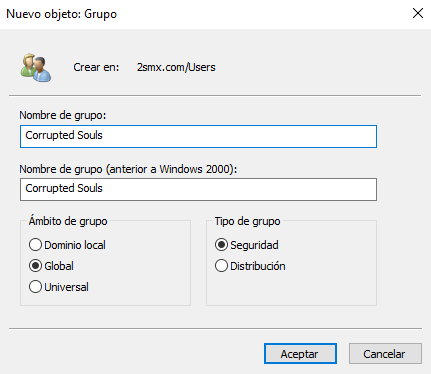 Nuevo objeto: Grupo
Crear en: 2smx.com/Users
Nombre de grupo:
Corrupted Souls
Nombre de grupo (anterior a Windows 2000):
Corrupted Souls
Ámbito de grupo
Dominio local
Global
Universal
Tipo de grupo
Seguridad
Distribución
Aceptar
Cancelar